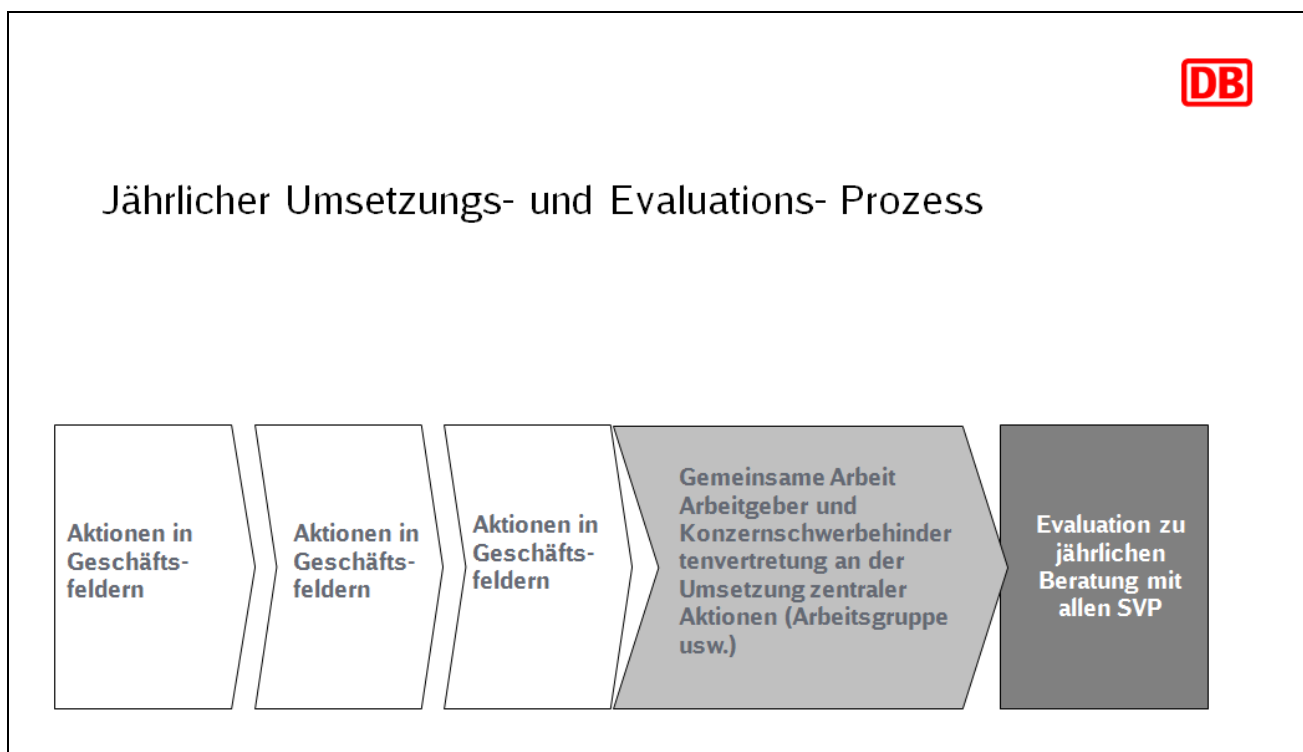 DB
Jährlicher Umsetzungs- und Evaluations- Prozess
Aktionen in
Geschäfts-
feldern
Aktionen in
Geschäfts-
feldern
Aktionen in
Geschäfts-
feldern
Gemeinsame Arbeit
Arbeitgeber und
Konzernschwerbehinder
tenvertretung an der
Umsetzung zentraler
Aktionen (Arbeitsgruppe
usw.)
Evaluation zu
jährlichen
Beratung mit
allen SVP